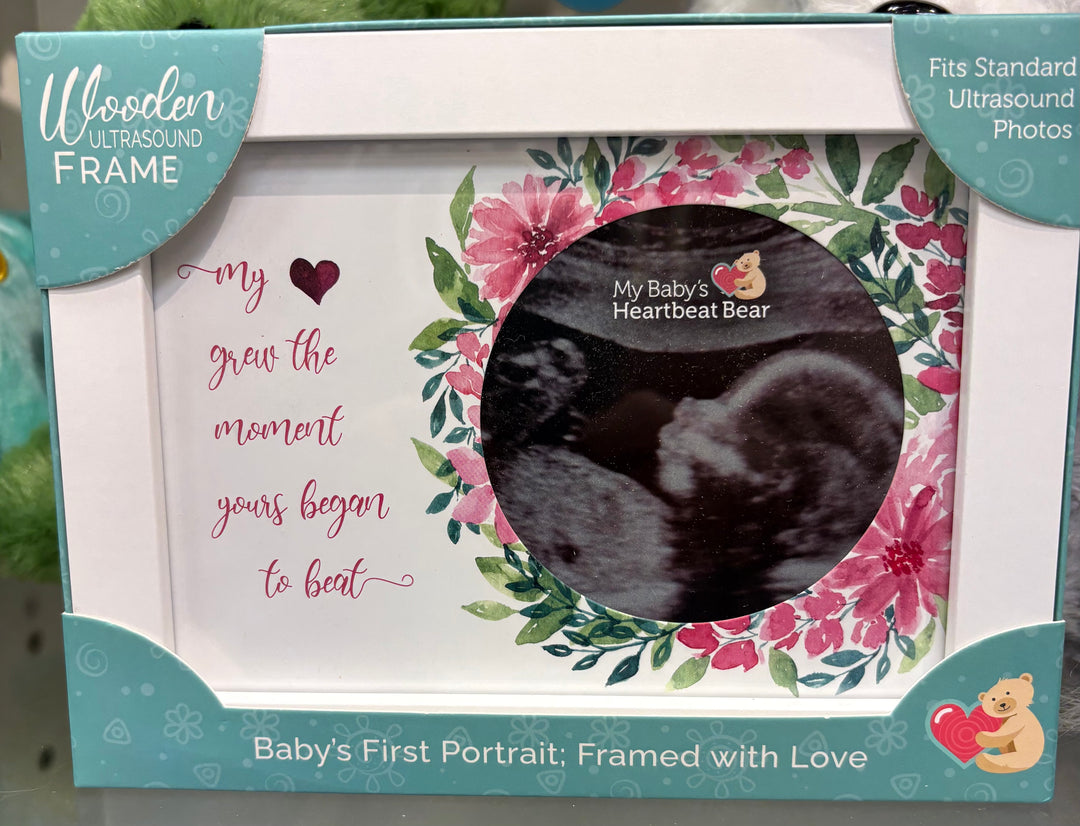 Wooden
ULTRASOUND
FRAME
Fits Standard
Ultrasound
Photos
my
grew the
moment
yours began
to beat
My Baby's
Heartbeat Bear
Baby's First Portrait; Framed with Love